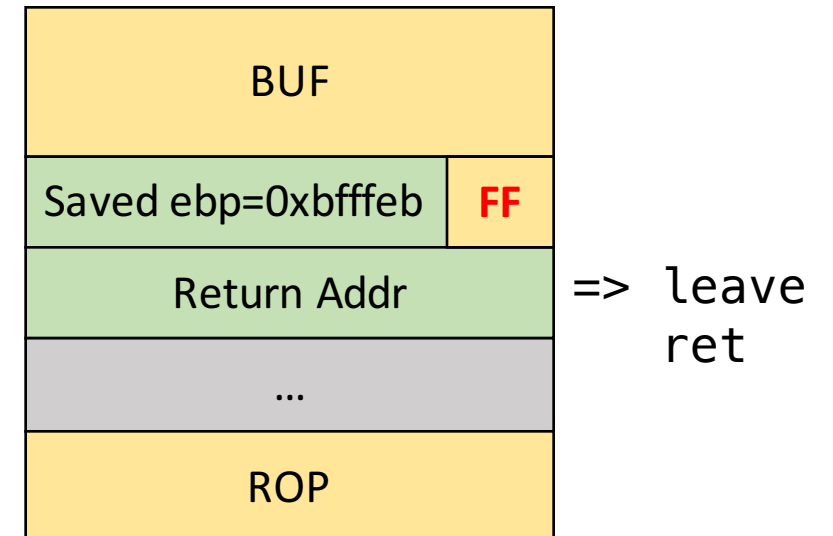 BUF
Saved ebp=0xbfffeb FF
Return Addr
=> leave
ret
…
ROP